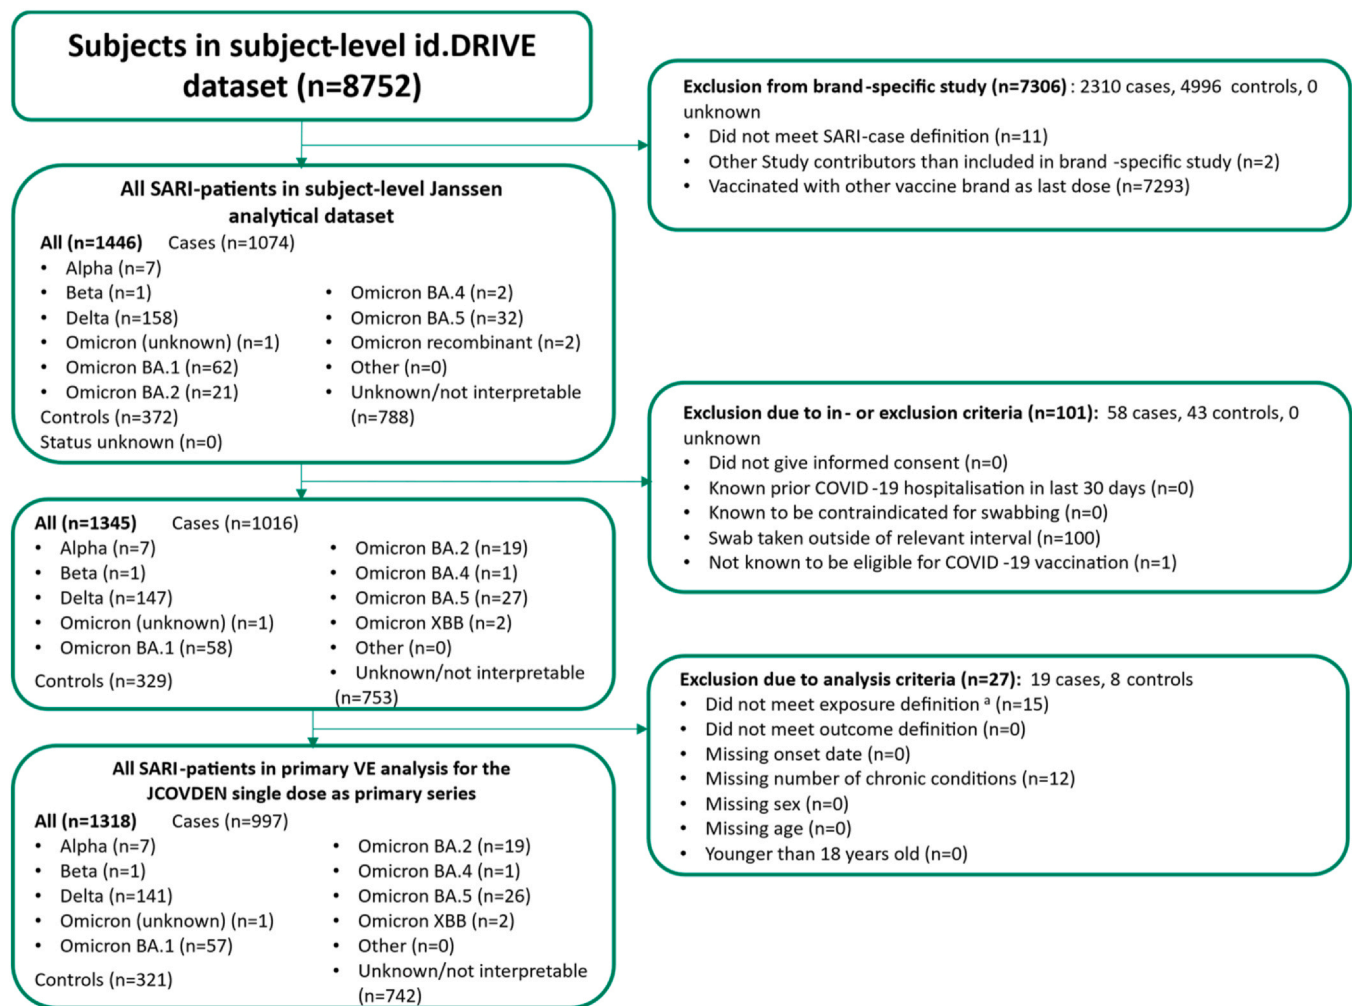 Subjects in subject-level id.DRIVE
dataset (n=8752)
Exclusion from brand-specific study (n=7306) : 2310 cases, 4996 controls, 0
unknown
• Did not meet SARI-case definition (n=11)
• Other Study contributors than included in brand -specific study (n=2)
• Vaccinated with other vaccine brand as last dose (n=7293)
All SARI-patients in subject-level Janssen
analytical dataset
All (n=1446) Cases (n=1074)
• Alpha (n=7)
• Beta (n=1)
• Delta (n=158)
• Omicron (unknown) (n=1)
• Omicron BA.1 (n=62)
• Omicron BA.2 (n=21)
• Omicron BA.4 (n=2)
• Omicron BA.5 (n=32)
• Omicron recombinant (n=2)
• Other (n=0)
• Unknown/not interpretable
(n=788)
Controls (n=372)
Status unknown (n=0)
Exclusion due to in- or exclusion criteria (n=101): 58 cases, 43 controls, 0
unknown
• Did not give informed consent (n=0)
• Known prior COVID -19 hospitalisation in last 30 days (n=0)
• Known to be contraindicated for swabbing (n=0)
• Swab taken outside of relevant interval (n=100)
• Not known to be eligible for COVID -19 vaccination (n=1)
All (n=1345) Cases (n=1016)
• Alpha (n=7)
• Beta (n=1)
• Delta (n=147)
• Omicron (unknown) (n=1)
• Omicron BA.1 (n=58)
• Omicron BA.2 (n=19)
• Omicron BA.4 (n=1)
• Omicron BA.5 (n=27)
• Omicron XBB (n=2)
• Other (n=0)
• Unknown/not interpretable
(n=753)
Controls (n=329)
Exclusion due to analysis criteria (n=27): 19 cases, 8 controls
• Did not meet exposure definition ª (n=15)
• Did not meet outcome definition (n=0)
• Missing onset date (n=0)
• Missing number of chronic conditions (n=12)
• Missing sex (n=0)
• Missing age (n=0)
• Younger than 18 years old (n=0)
All SARI-patients in primary VE analysis for the
JCOVDEN single dose as primary series
All (n=1318) Cases (n=997)
• Alpha (n=7)
• Beta (n=1)
• Delta (n=141)
• Omicron (unknown) (n=1)
• Omicron BA.1 (n=57)
• Omicron BA.2 (n=19)
• Omicron BA.4 (n=1)
• Omicron BA.5 (n=26)
• Omicron XBB (n=2)
• Other (n=0)
• Unknown/not interpretable
(n=742)
Controls (n=321)